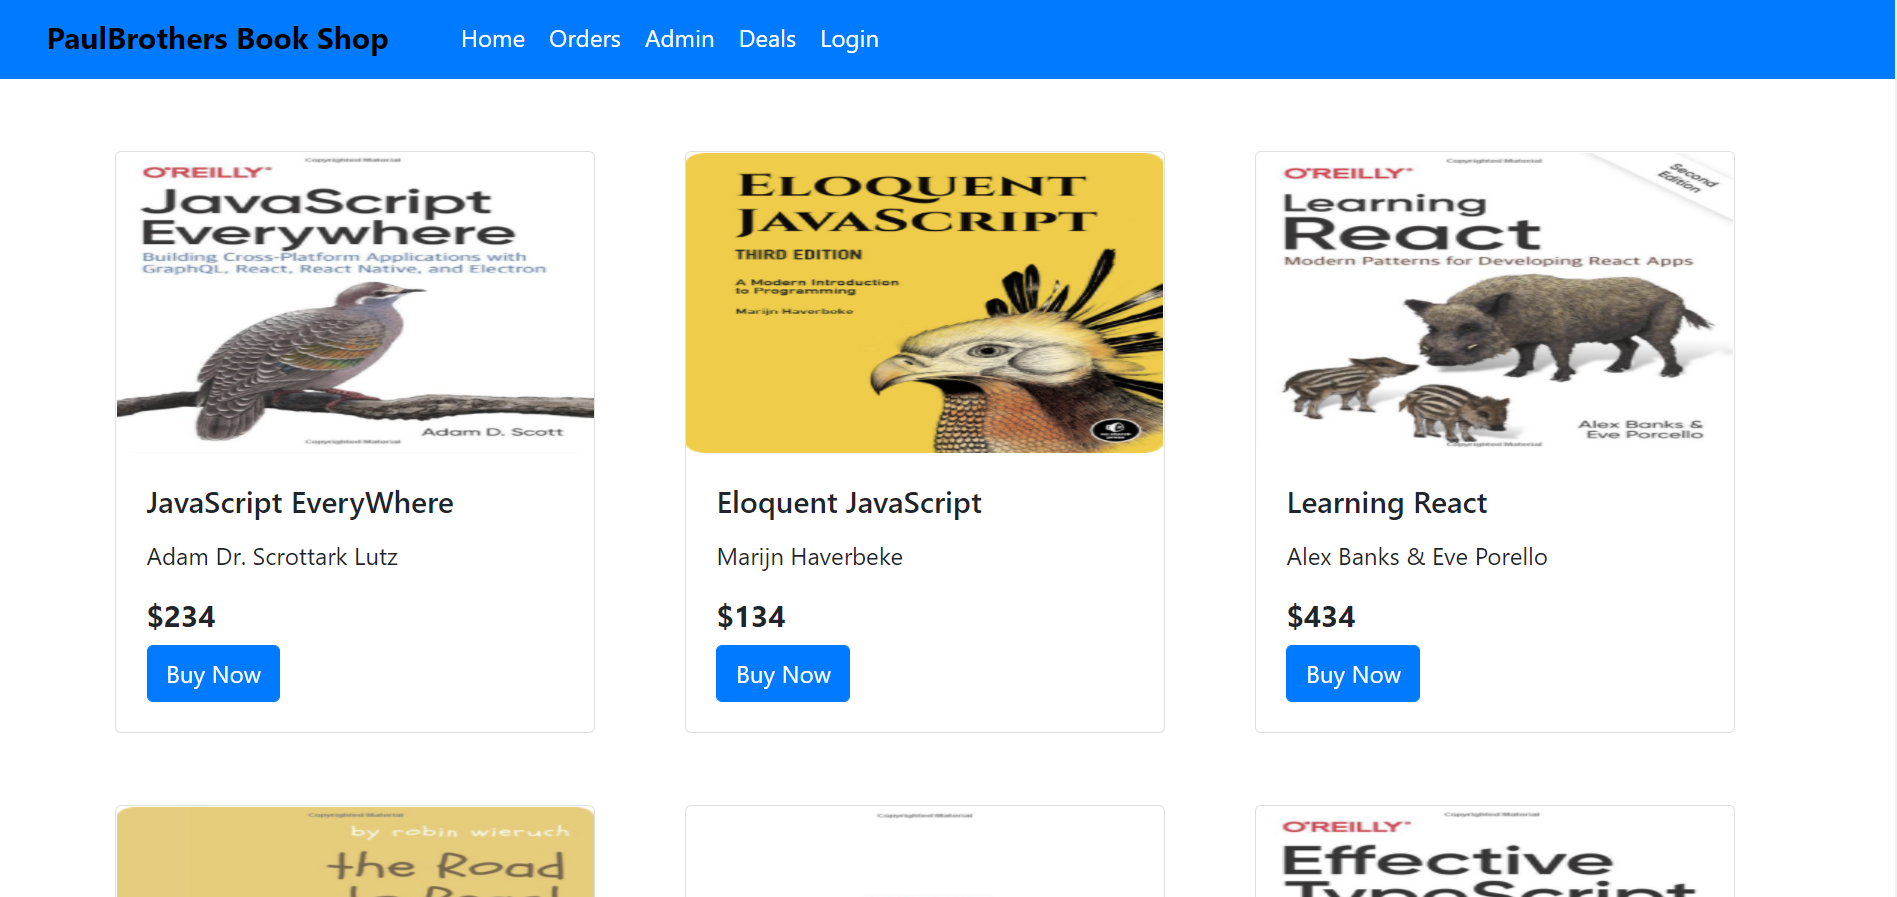 PaulBrothers Book Shop
Home Orders Admin Deals Login
Copyrighted Material
O'REILLY®
JavaScript
Everywhere
Building Cross-Platform Applications with
GraphQL, React, React Native, and Electron
Adam D. Scott
Copyrighted Material
JavaScript EveryWhere
Adam Dr. Scrottark Lutz
$234
Buy Now
ELOQUENT
JAVASCRIPT
THIRD EDITION
A Modern Introduction
to Programming
Marijn Haverbeke
Eloquent JavaScript
Marijn Haverbeke
$134
Buy Now
Copyrighted Material
O'REILLY®
Second
Edition
Learning
React
Modern Patterns for Developing React Apps
Alex Banks &
Eve Porcello
Copyrighted Material
Learning React
Alex Banks & Eve Porello
$434
Buy Now
Copyrighted Material
by robin wieruch
the Road
Copyrighted Material
Copyrighted Material
O'REILLY®
Effective
TypeScript